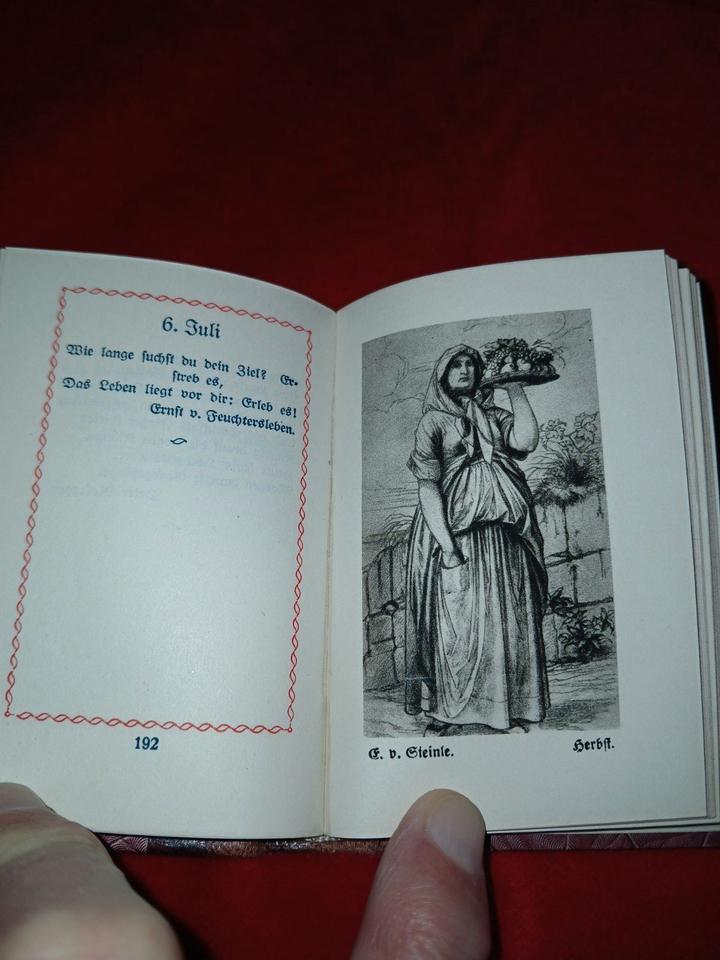 6. Juli
Wie lange suchst du dein Ziel? Er-
streb es,
Das Leben liegt vor dir: Erleb es!
Ernst v. Feuchtersleben.
192
E. v. Steinle.
Herbst.